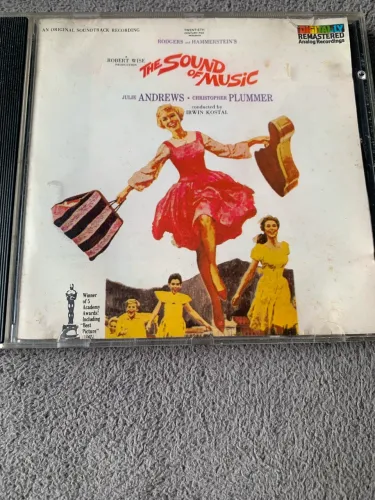 AN ORIGINAL SOUNDTRACK RECORDING
DIGITALLY
REMASTERED
Analog Recordings
RODGERS AND HAMMERSTEIN'S
ROBERT WISE
PRODUCTION
THE SOUND
OF MUSIC
JULIE ANDREWS • CHRISTOPHER PLUMMER
conducted by
IRWIN KOSTAL
Winner
of 5
Academy
Awards!
Including
"Best
Picture"